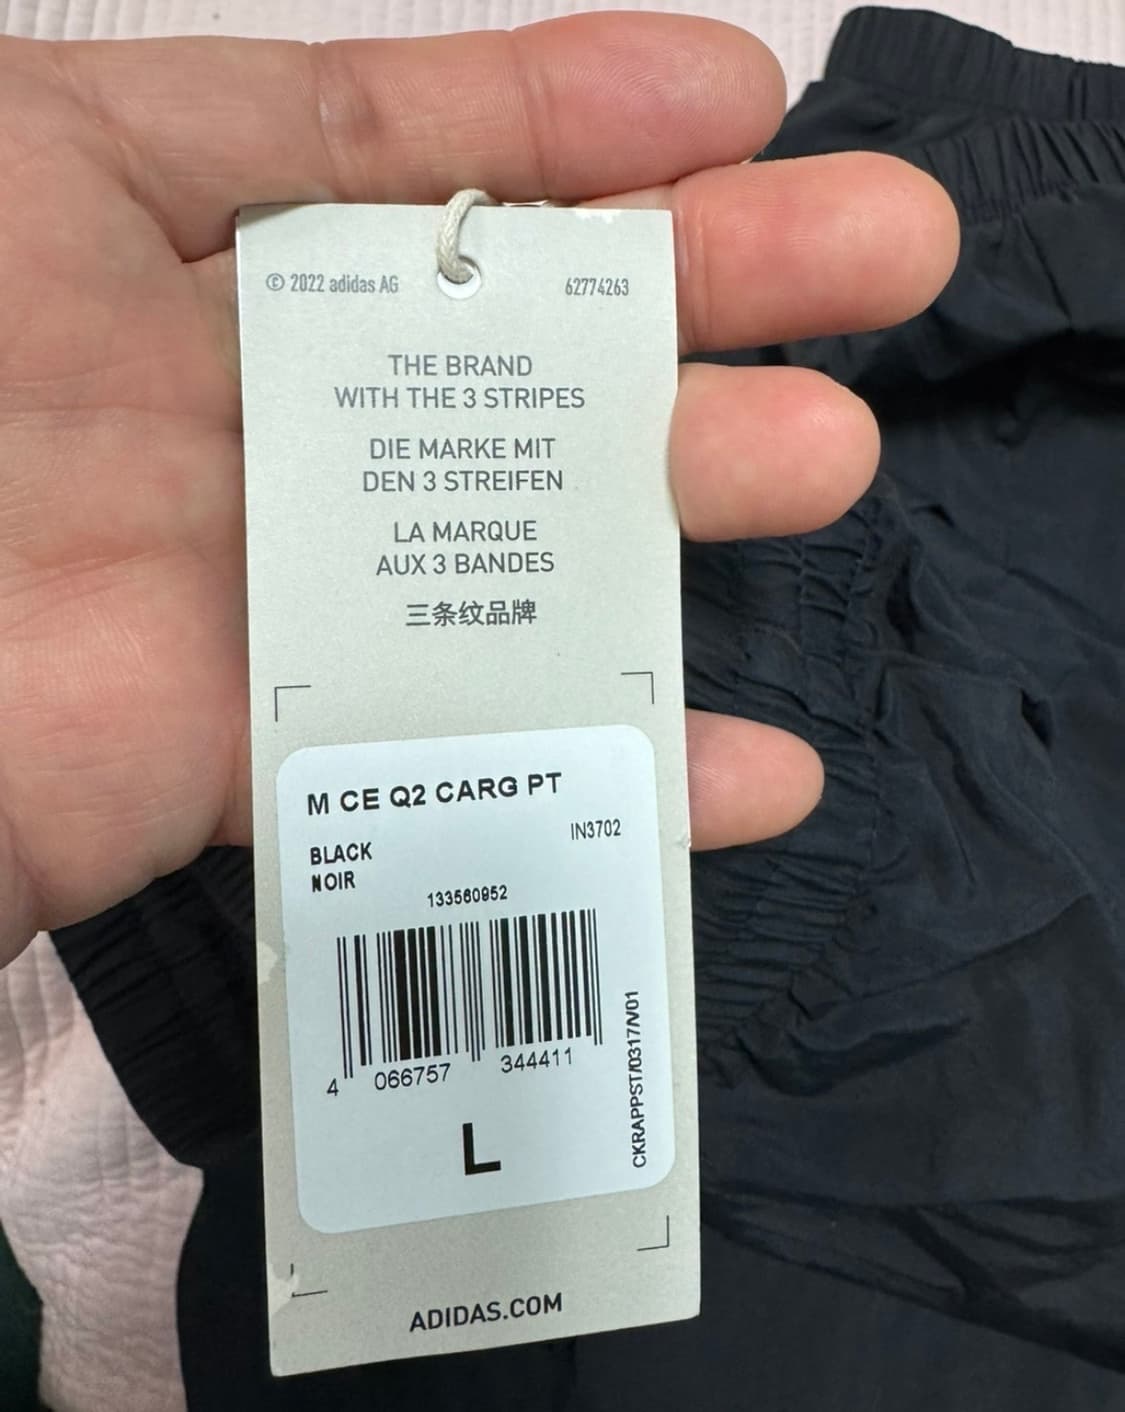 © 2022 adidas AG
62774263
THE BRAND
WITH THE 3 STRIPES
DIE MARKE MIT
DEN 3 STREIFEN
LA MARQUE
AUX 3 BANDES
三条纹品牌
M CE Q2 CARG PT
IN3702
BLACK
NOIR
133560952
4 066757 344411
L
CKRAPPST/0317/V01
ADIDAS.COM